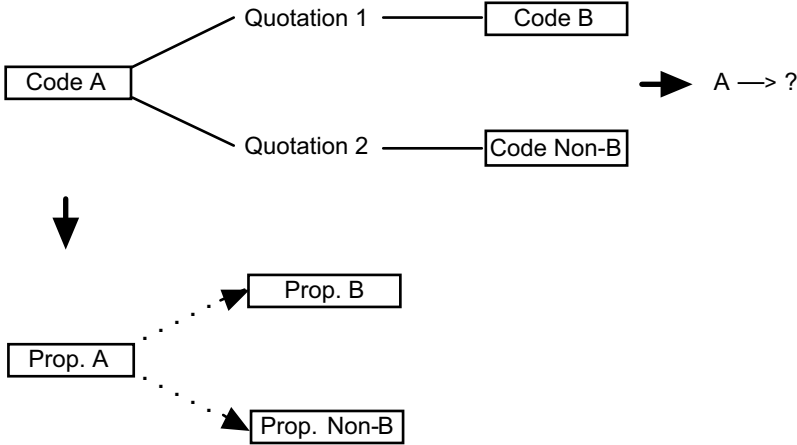 Quotation 1
Code B
Code A
A —> ?
Quotation 2
Code Non-B
Prop. B
Prop. A
Prop. Non-B